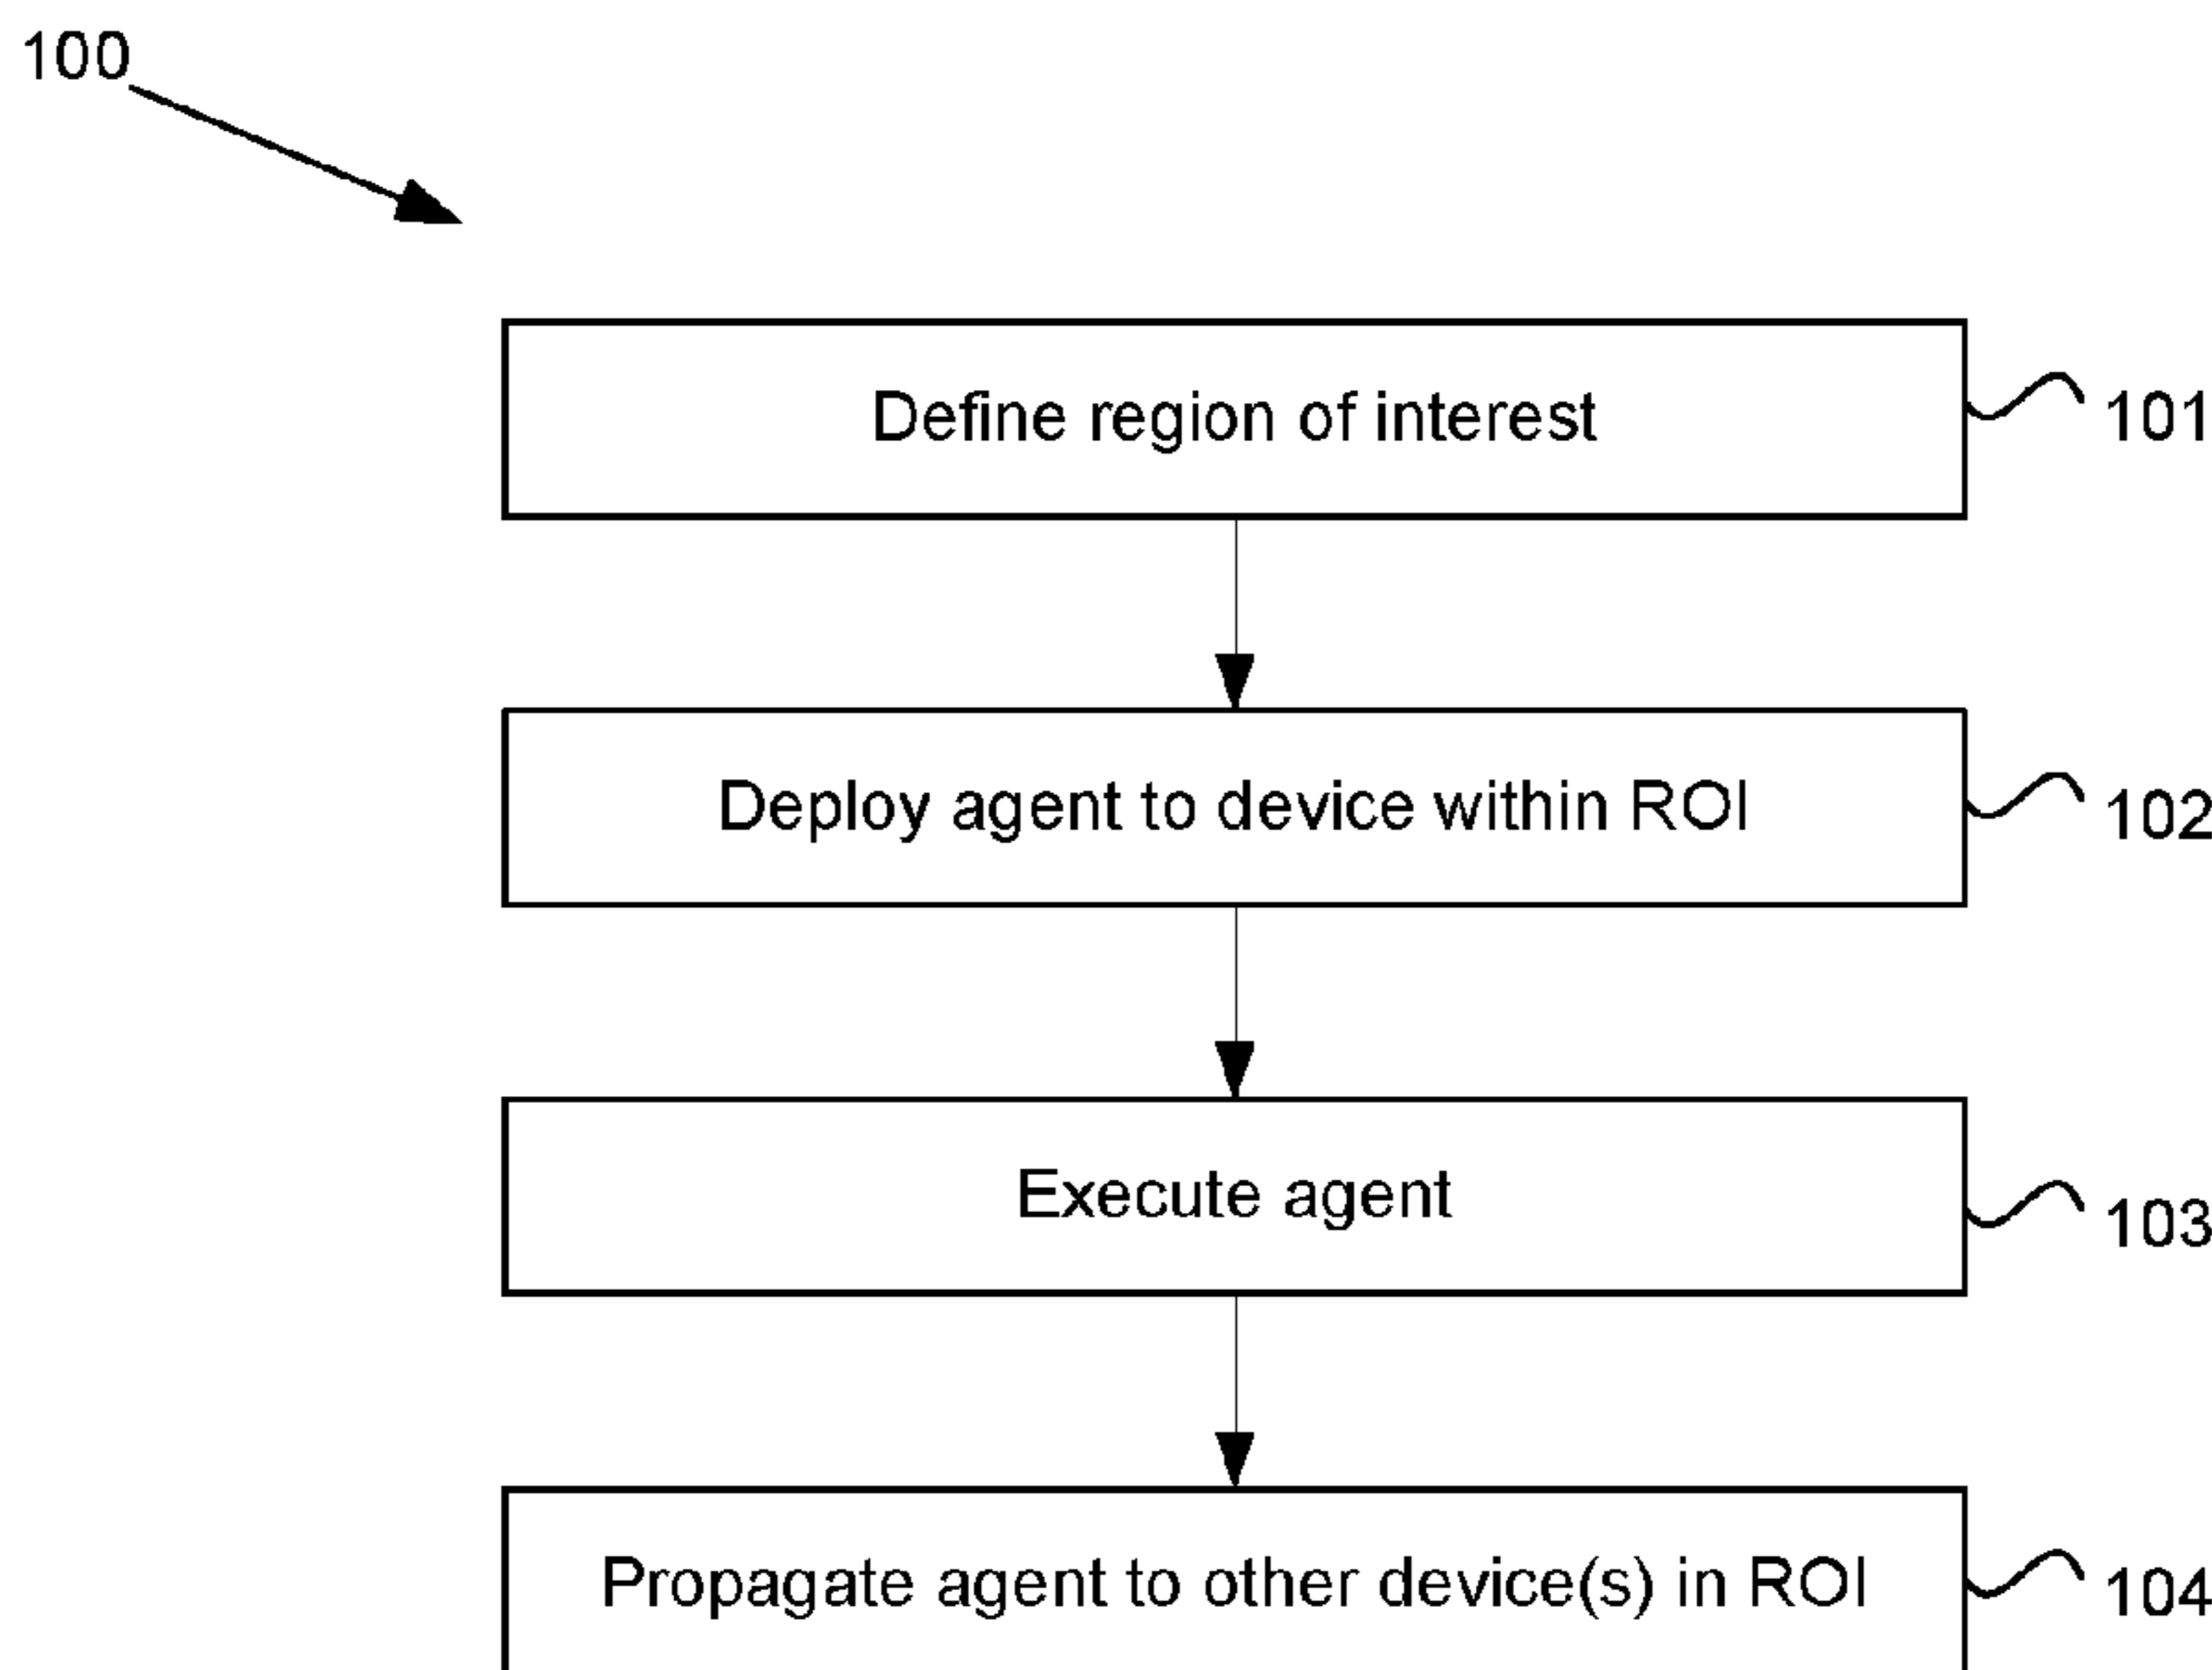 100
Define region of interest
101
Deploy agent to device within ROI
102
Execute agent
103
Propagate agent to other device(s) in ROI
104